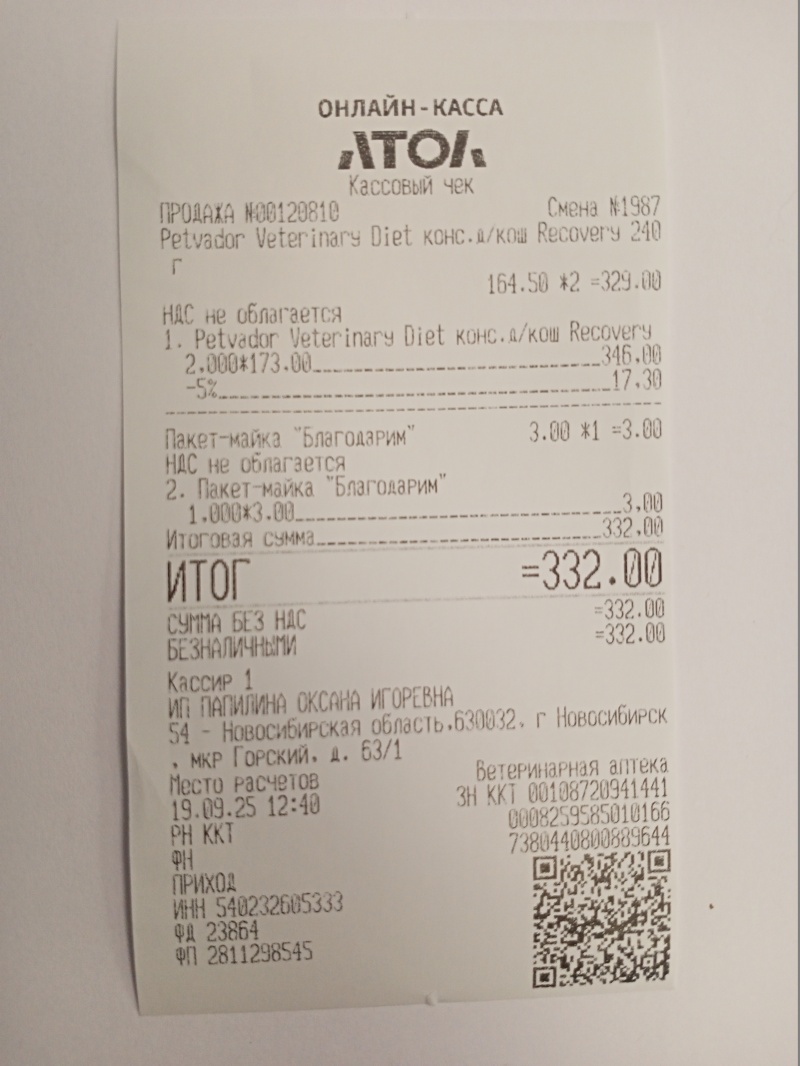 ОНЛАЙН-КАССА
АТОЛ
Кассовый чек
ПРОДАЖА №00120810 Смена №1987
Petvador Veterinary Diet конс.д/кош Recovery 240
г
164.50 *2 =329.00
НДС не облагается
1. Petvador Veterinary Diet конс.д/кош Recovery
2.000*173.00 346.00
-5% 17.30
Пакет-майка "Благодарим" 3.00 *1 =3.00
НДС не облагается
2. Пакет-майка "Благодарим"
1.000*3.00 3.00
Итоговая сумма 332.00
ИТОГ =332.00
СУММА БЕЗ НДС =332.00
БЕЗНАЛИЧНЫМИ =332.00
Кассир 1
ИП ПАПИЛИНА ОКСАНА ИГОРЕВНА
54 - Новосибирская область,630032, г Новосибирск
, мкр Горский, д. 63/1
Место расчетов Ветеринарная аптека
19.09.25 12:40 ЗН ККТ 00108720941441
РН ККТ 0008259585010166
ФН 7380440800889644
ПРИХОД
ИНН 540232605333
ФД 23864
ФП 2811298545